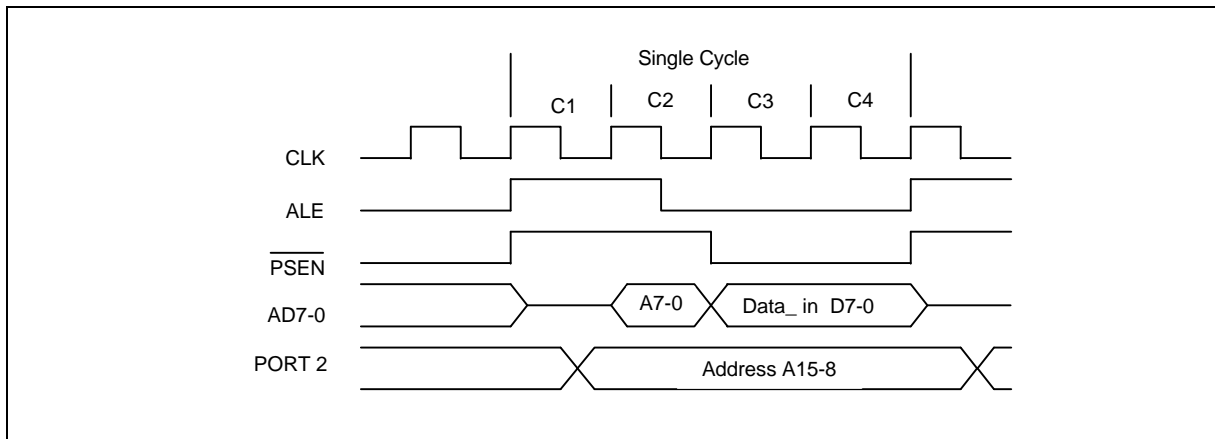 Single Cycle
C1 C2 C3 C4
CLK
ALE
PSEN
AD7-0 A7-0 Data_ in D7-0
PORT 2 Address A15-8